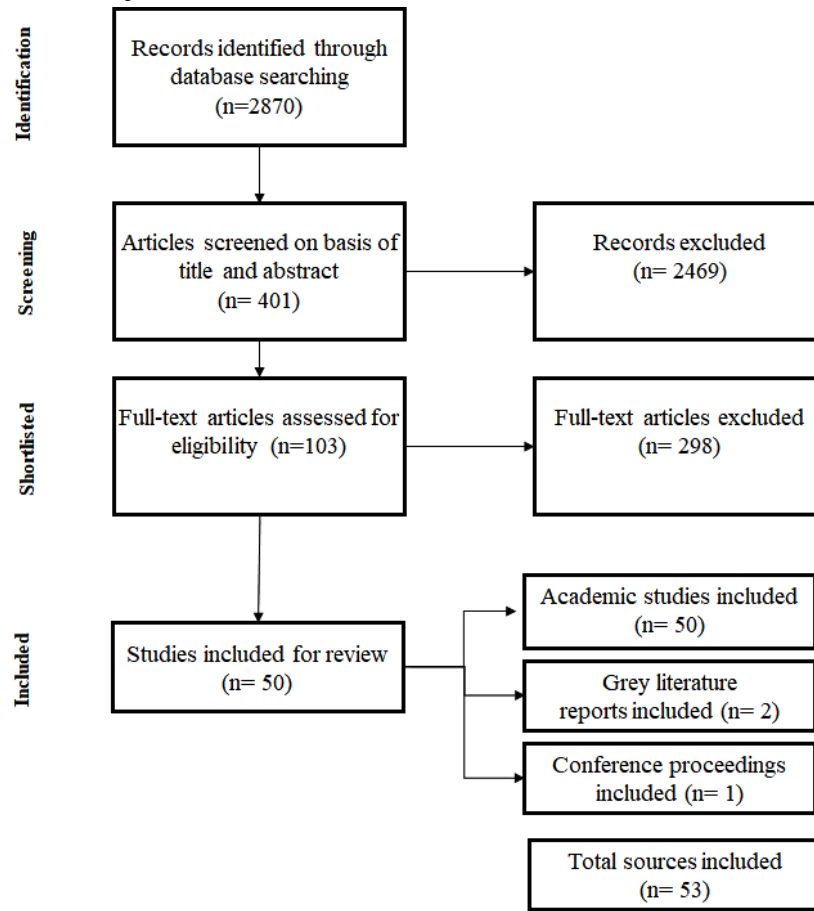 Identification
Records identified through
database searching
(n=2870)
Screening
Articles screened on basis of
title and abstract
(n= 401)
Records excluded
(n= 2469)
Shortlisted
Full-text articles assessed for
eligibility (n=103)
Full-text articles excluded
(n= 298)
Included
Studies included for review
(n= 50)
Academic studies included
(n= 50)
Grey literature
reports included (n= 2)
Conference proceedings
included (n= 1)
Total sources included
(n= 53)